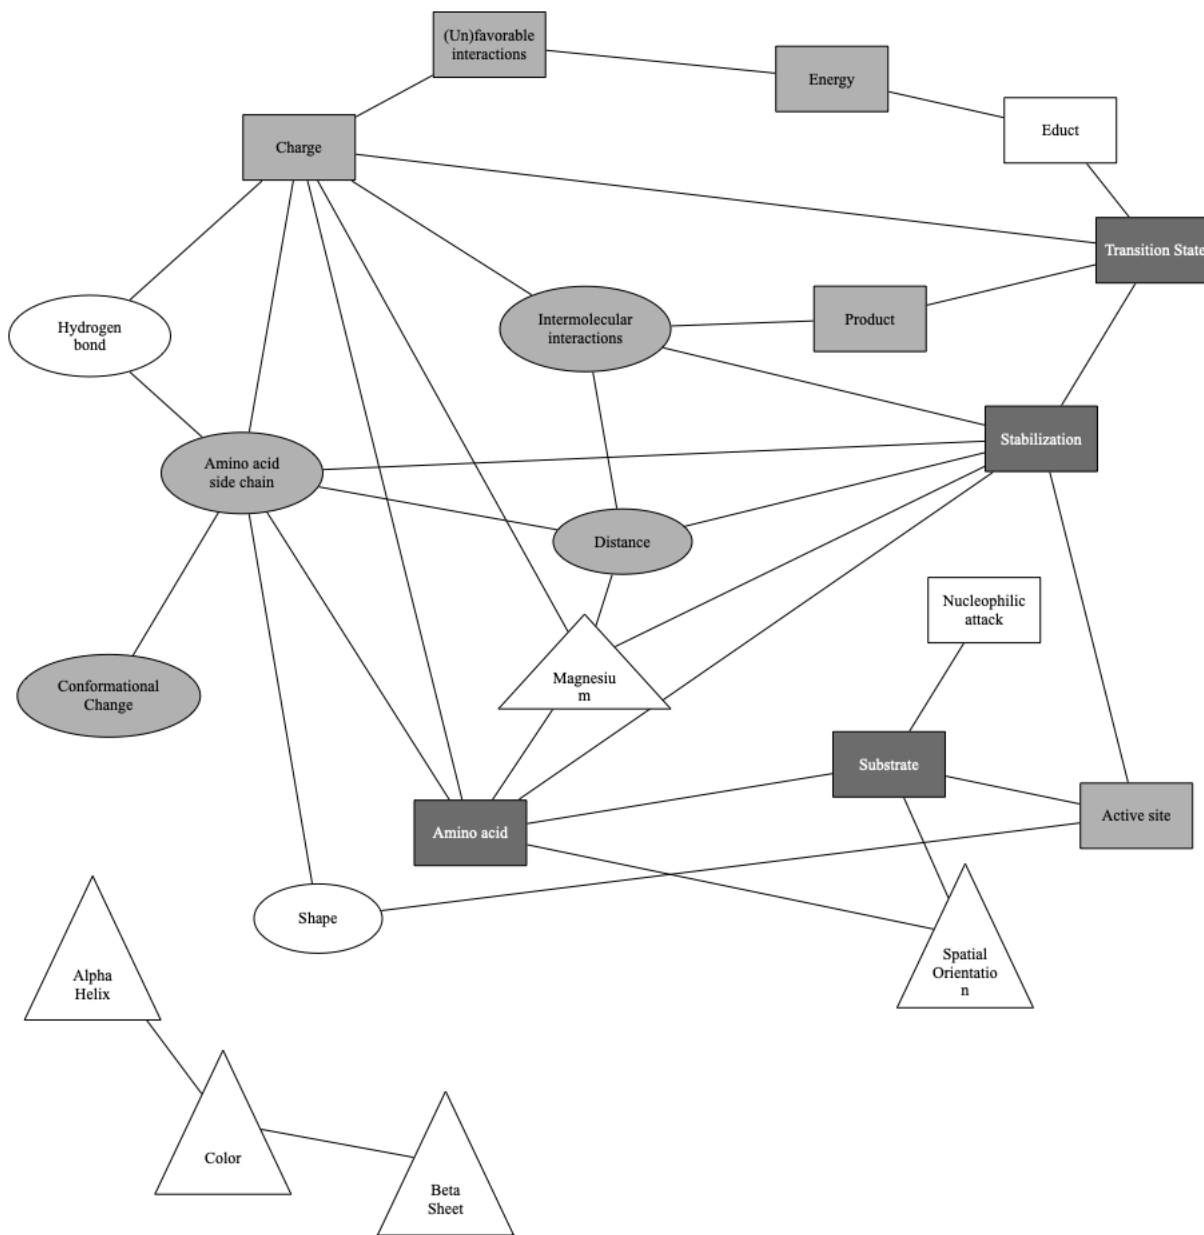 (Un)favorable
interactions
Energy
Educt
Charge
Transition State
Hydrogen
bond
Intermolecular
interactions
Product
Stabilization
Amino acid
side chain
Distance
Nucleophilic
attack
Conformational
Change
Magnesiu
m
Substrate
Active site
Amino acid
Shape
Spatial
Orientatio
n
Alpha
Helix
Color
Beta
Sheet